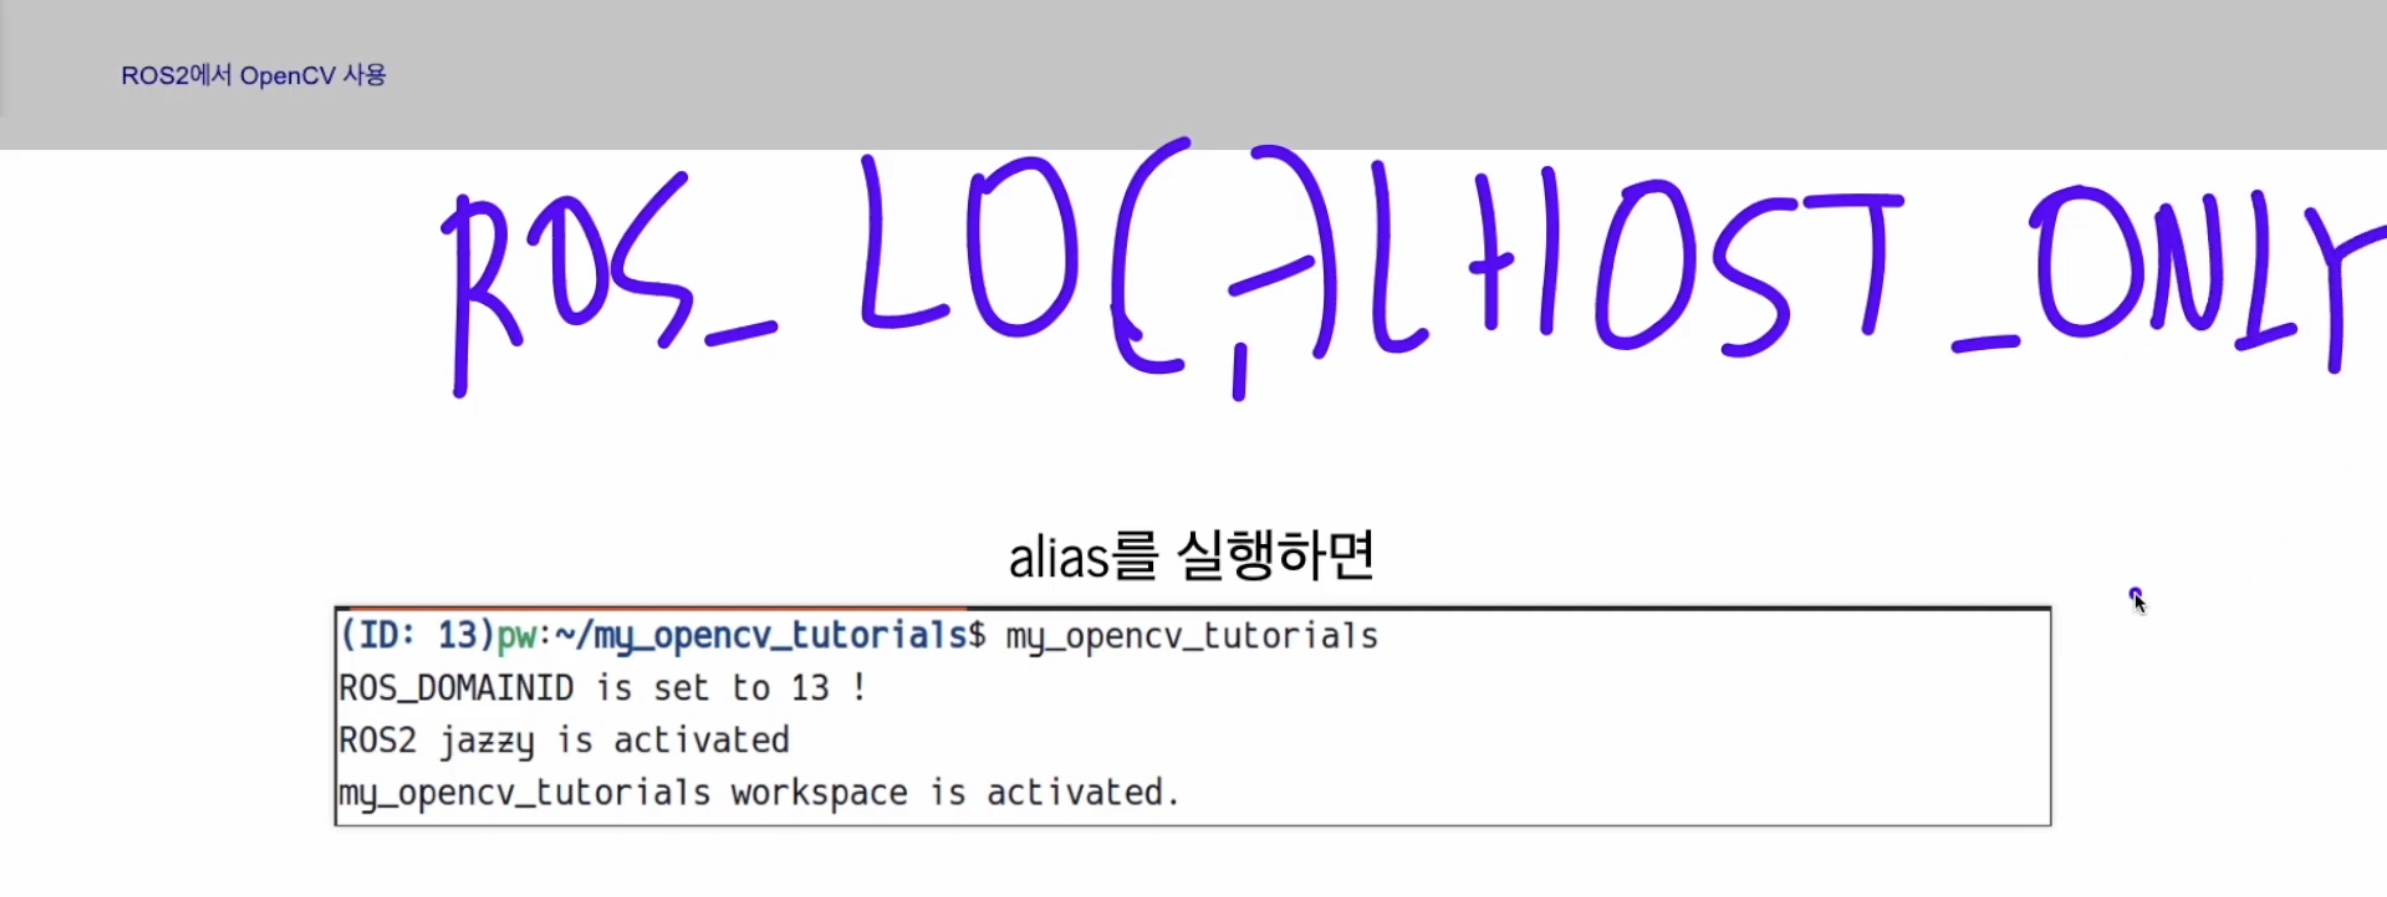 ROS2에서 OpenCV 사용
ROS_LOCALHOST_ONLY
alias를 실행하면
(ID: 13)pw:~/my_opencv_tutorials$ my_opencv_tutorials
ROS_DOMAINID is set to 13 !
ROS2 jazzy is activated
my_opencv_tutorials workspace is activated.